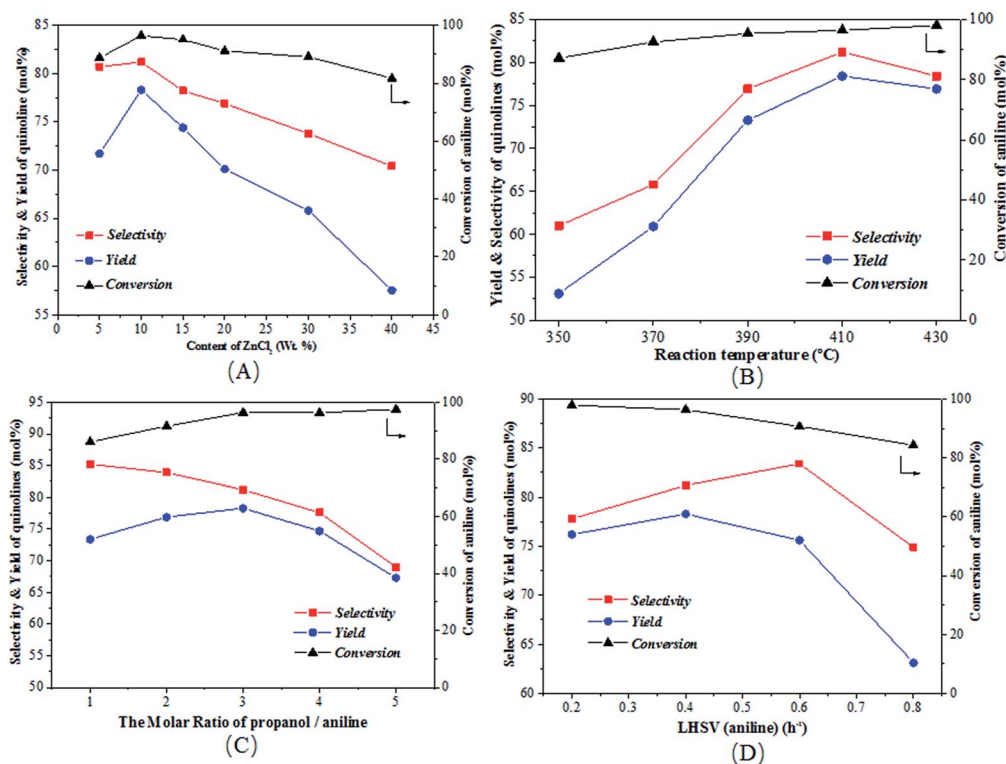 85
80
75
70
65
60
55
Selectivity & Yield of quinoline (mol%)
100
80
60
40
20
0
Conversion of aniline (mol%)
Selectivity
Yield
Conversion
0 5 10 15 20 25 30 35 40 45
Content of ZnCl2 (Wt. %)
(A)
85
80
75
70
65
60
55
50
Yield & Selectivity of quinolines (mol%)
100
80
60
40
20
0
Conversion of aniline (mol%)
Selectivity
Yield
Conversion
350 370 390 410 430
Reaction temperature (°C)
(B)
95
90
85
80
75
70
65
60
55
50
Selectivity & Yield of quinolines (mol%)
100
80
60
40
20
0
Conversion of aniline (mol%)
Selectivity
Yield
Conversion
1 2 3 4 5
The Molar Ratio of propanol / aniline
(C)
90
85
80
75
70
65
60
Selectivity & Yield of quinolines (mol%)
100
80
60
40
20
0
Conversion of aniline (mol%)
Selectivity
Yield
Conversion
0.2 0.3 0.4 0.5 0.6 0.7 0.8
LHSV (aniline) (h⁻¹)
(D)